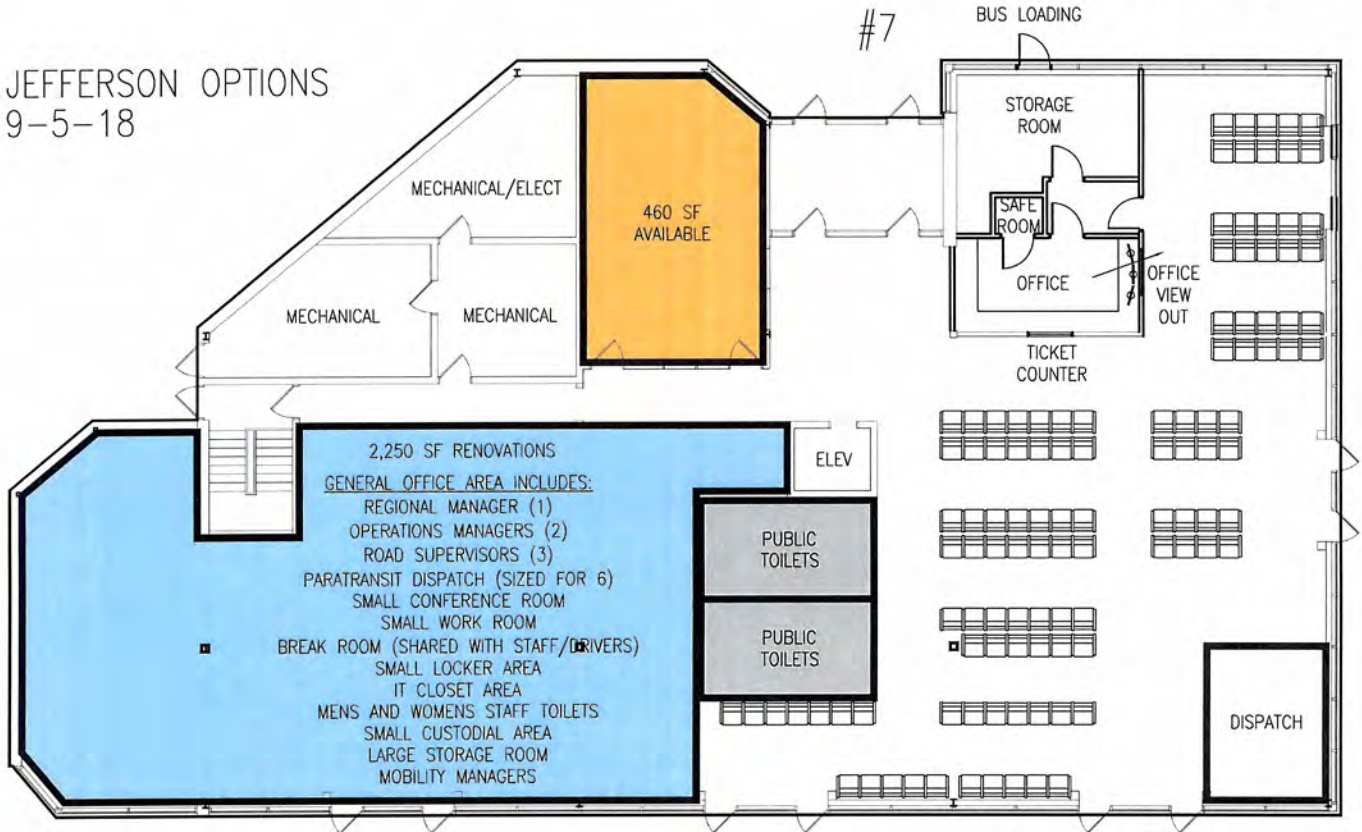 #7
BUS LOADING
JEFFERSON OPTIONS
9-5-18
STORAGE
ROOM
MECHANICAL/ELECT
460 SF
AVAILABLE
SAFE
ROOM
OFFICE
OFFICE
VIEW
OUT
MECHANICAL
MECHANICAL
TICKET
COUNTER
2,250 SF RENOVATIONS
GENERAL OFFICE AREA INCLUDES:
REGIONAL MANAGER (1)
OPERATIONS MANAGERS (2)
ROAD SUPERVISORS (3)
PARATRANSIT DISPATCH (SIZED FOR 6)
SMALL CONFERENCE ROOM
SMALL WORK ROOM
BREAK ROOM (SHARED WITH STAFF/DRIVERS)
SMALL LOCKER AREA
IT CLOSET AREA
MENS AND WOMENS STAFF TOILETS
SMALL CUSTODIAL AREA
LARGE STORAGE ROOM
MOBILITY MANAGERS
ELEV
PUBLIC
TOILETS
PUBLIC
TOILETS
DISPATCH